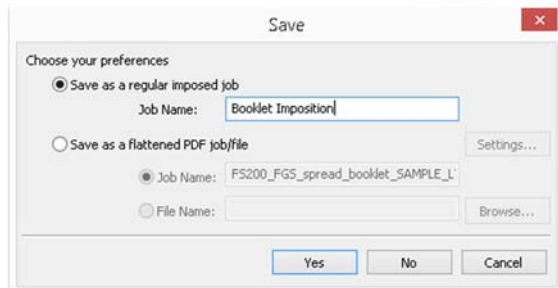 Save
Choose your preferences
Save as a regular imposed job
Job Name: Booklet Imposition
Save as a flattened PDF job/file Settings...
Job Name: FS200_FGS_spread_booklet_SAMPLE_L
File Name: Browse...
Yes No Cancel